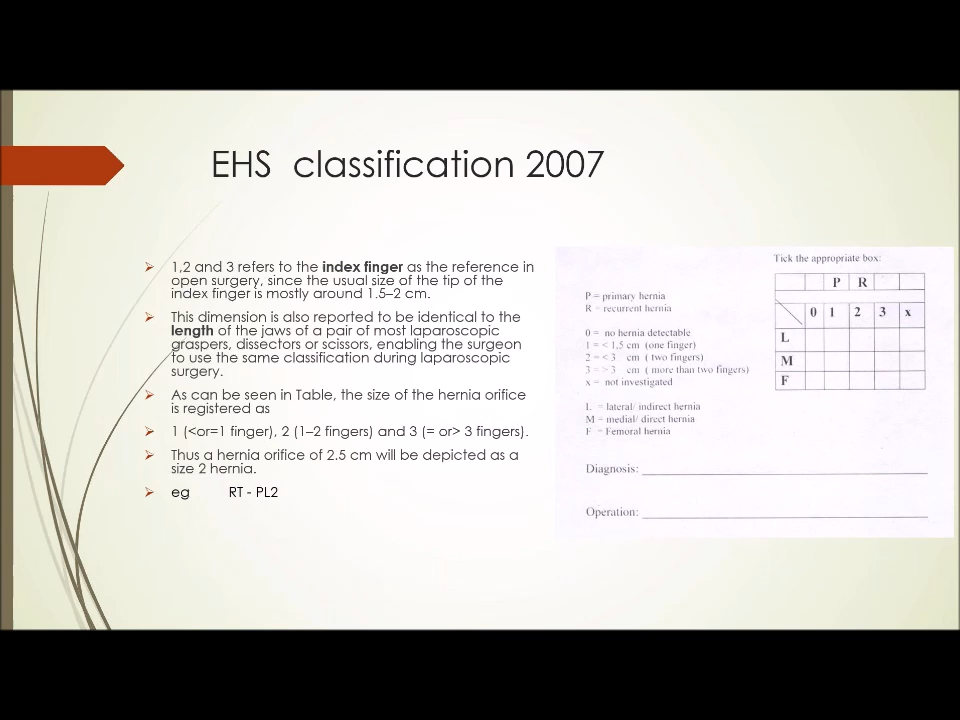 EHS classification 2007
1,2 and 3 refers to the index finger as the reference in
open surgery, since the usual size of the tip of the
index finger is mostly around 1.5–2 cm.
This dimension is also reported to be identical to the
length of the jaws of a pair of most laparoscopic
graspers, dissectors or scissors, enabling the surgeon
to use the same classification during laparoscopic
surgery.
As can be seen in Table, the size of the hernia orifice
is registered as
1 (<or=1 finger), 2 (1–2 fingers) and 3 (= or> 3 fingers).
Thus a hernia orifice of 2.5 cm will be depicted as a
size 2 hernia.
eg RT - PL2
Tick the appropriate box:
P R
0 1 2 3 x
L
M
F
P = primary hernia
R = recurrent hernia
0 = no hernia detectable
1 = < 1,5 cm (one finger)
2 = < 3 cm ( two fingers)
3 = > 3 cm ( more than two fingers)
x = not investigated
L = lateral/ indirect hernia
M = medial/ direct hernia
F = Femoral hernia
Diagnosis:
Operation: